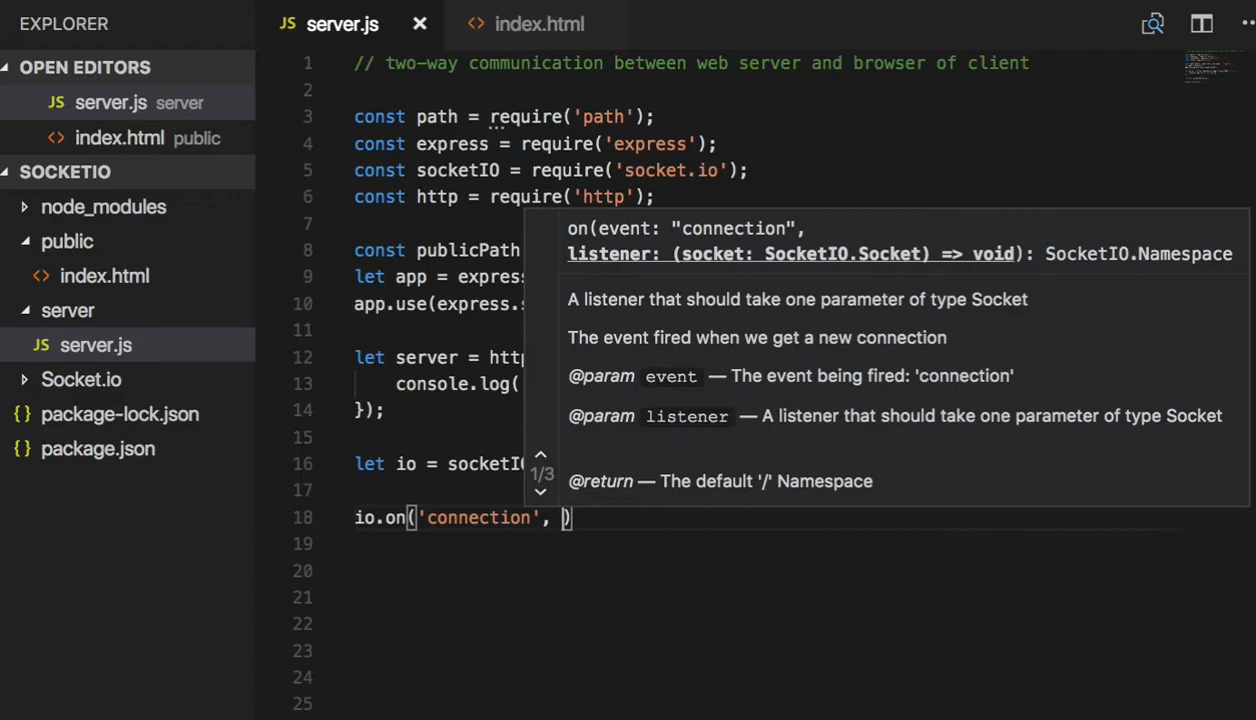 EXPLORER
OPEN EDITORS
JS server.js server
<> index.html public
SOCKETIO
node_modules
public
<> index.html
server
JS server.js
Socket.io
{} package-lock.json
{} package.json
JS server.js ×
<> index.html
1 // two-way communication between web server and browser of client
2
3 const path = require('path');
4 const express = require('express');
5 const socketIO = require('socket.io');
6 const http = require('http');
7
8 const publicPath
9 let app = express
10 app.use(express.s
11
12 let server = http
13 console.log(
14 });
15
16 let io = socketIO
17
18 io.on('connection', )
19
20
21
22
23
24
25
on(event: "connection",
listener: (socket: SocketIO.Socket) => void): SocketIO.Namespace
A listener that should take one parameter of type Socket
The event fired when we get a new connection
@param event — The event being fired: 'connection'
@param listener — A listener that should take one parameter of type Socket
1/3
@return — The default '/' Namespace